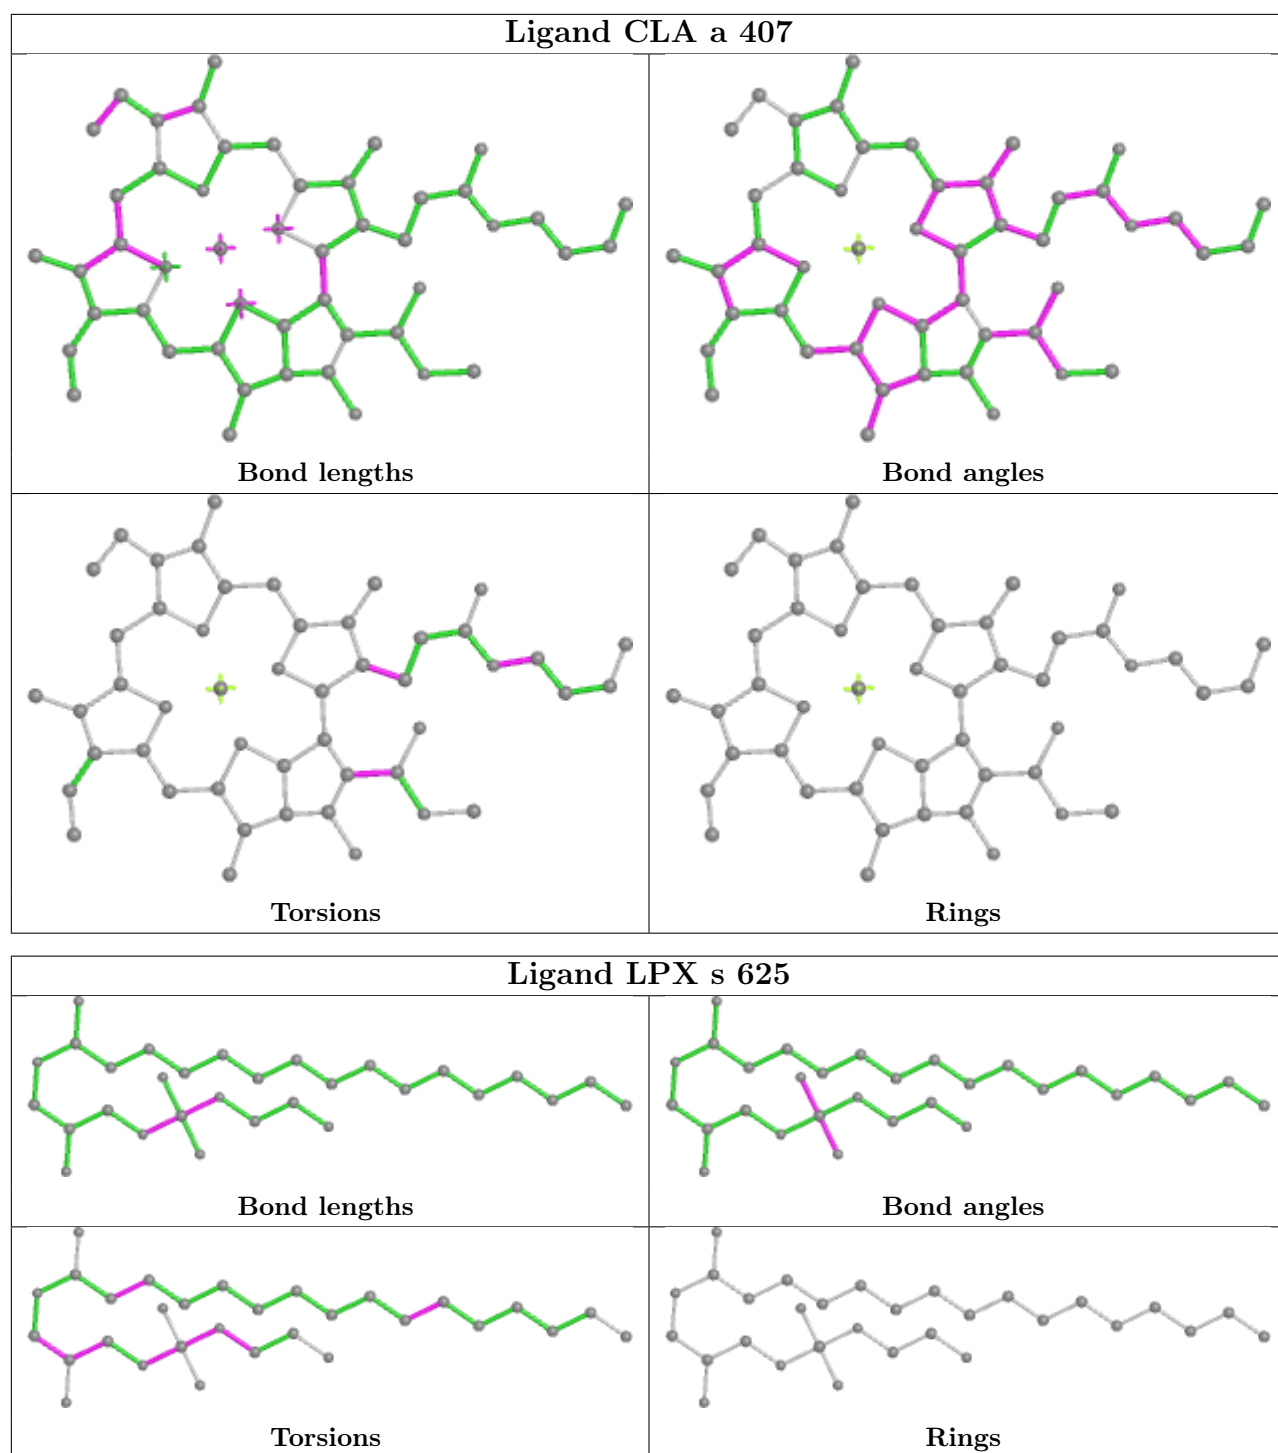 Ligand CLA a 407
Bond lengths
Bond angles
Torsions
Rings
Ligand LPX s 625
Bond lengths
Bond angles
Torsions
Rings